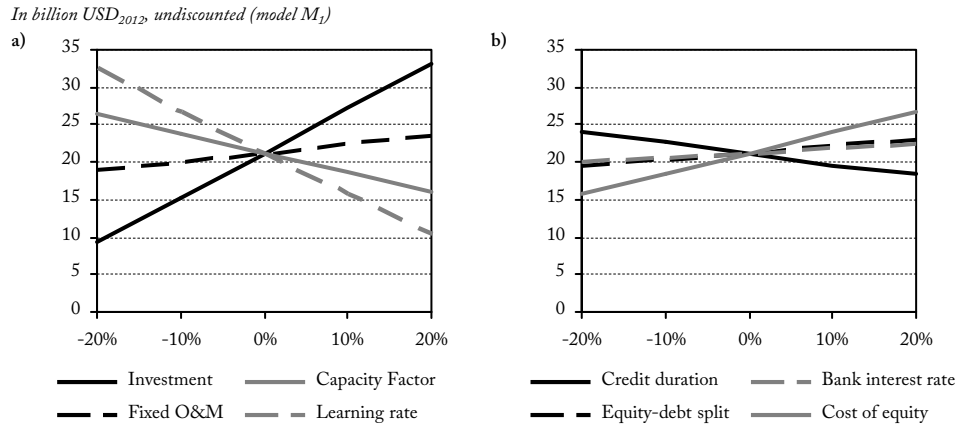 In billion USD2012, undiscounted (model M1)
a)
35
30
25
20
15
10
5
0
-20% -10% 0% 10% 20%
Investment Capacity Factor
Fixed O&M Learning rate
b)
35
30
25
20
15
10
5
0
-20% -10% 0% 10% 20%
Credit duration Bank interest rate
Equity-debt split Cost of equity